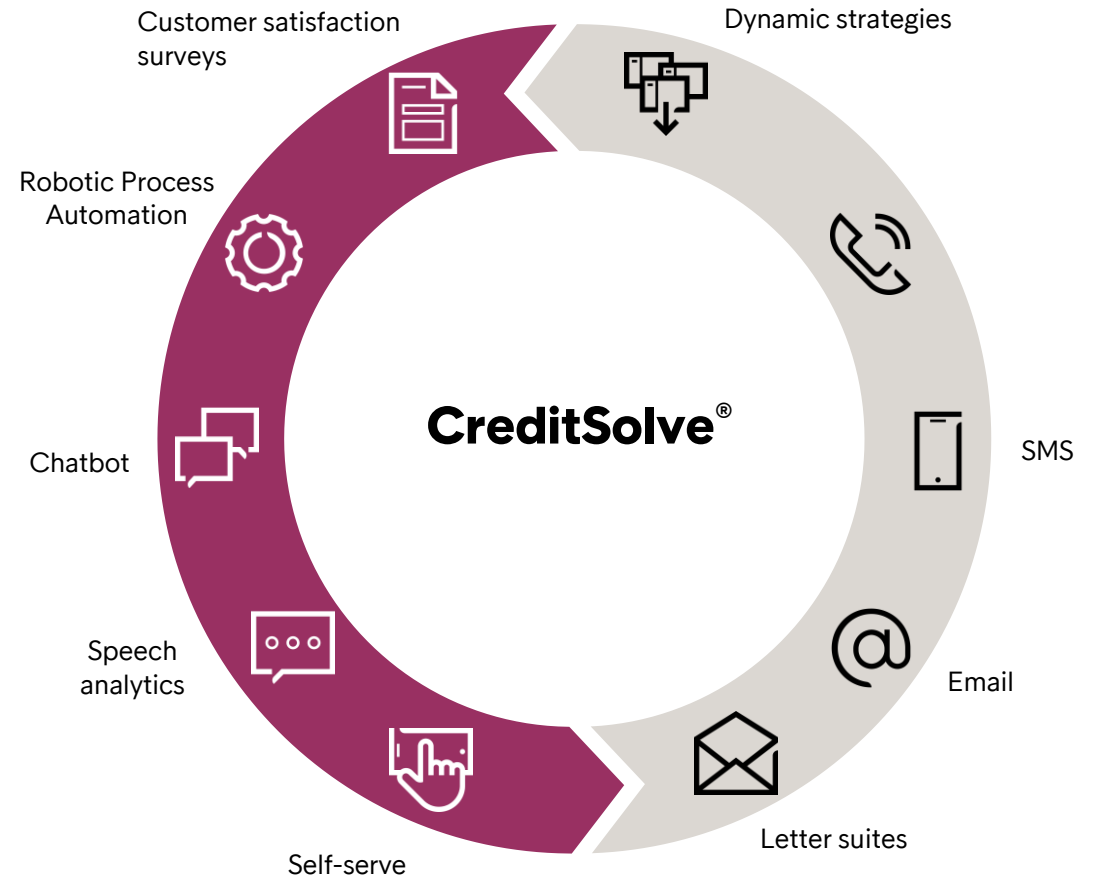 Customer satisfaction
surveys
Dynamic strategies
Robotic Process
Automation
CreditSolve®
Chatbot
SMS
Speech
analytics
Email
Letter suites
Self-serve